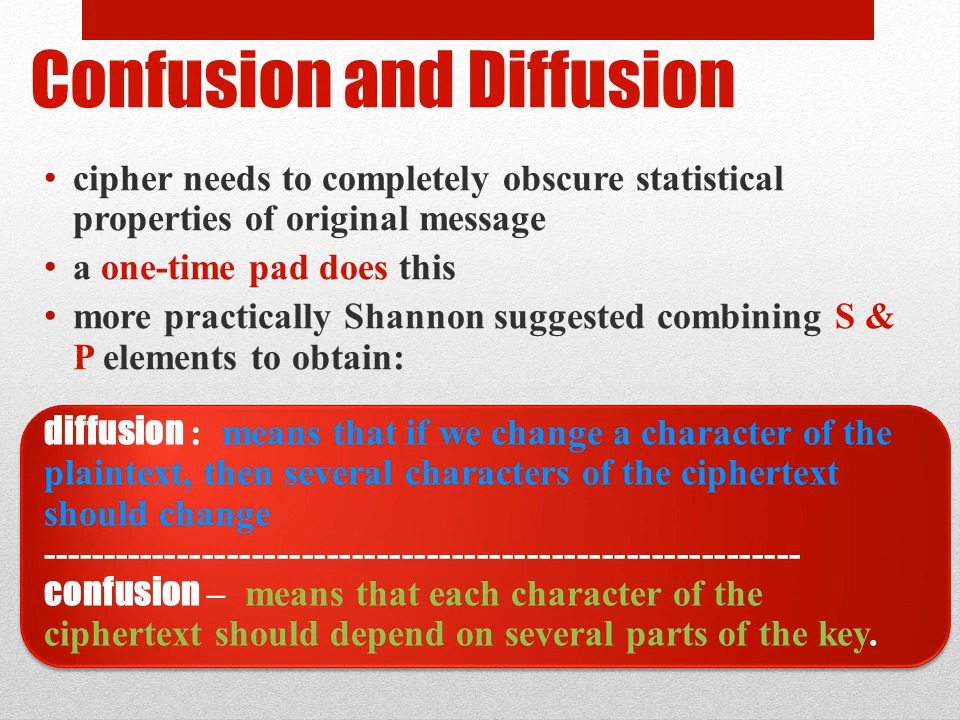 Confusion and Diffusion
• cipher needs to completely obscure statistical
properties of original message
• a one-time pad does this
• more practically Shannon suggested combining S &
P elements to obtain:
diffusion : means that if we change a character of the
plaintext, then several characters of the ciphertext
should change
---------------------------------------------------------------
confusion – means that each character of the
ciphertext should depend on several parts of the key.